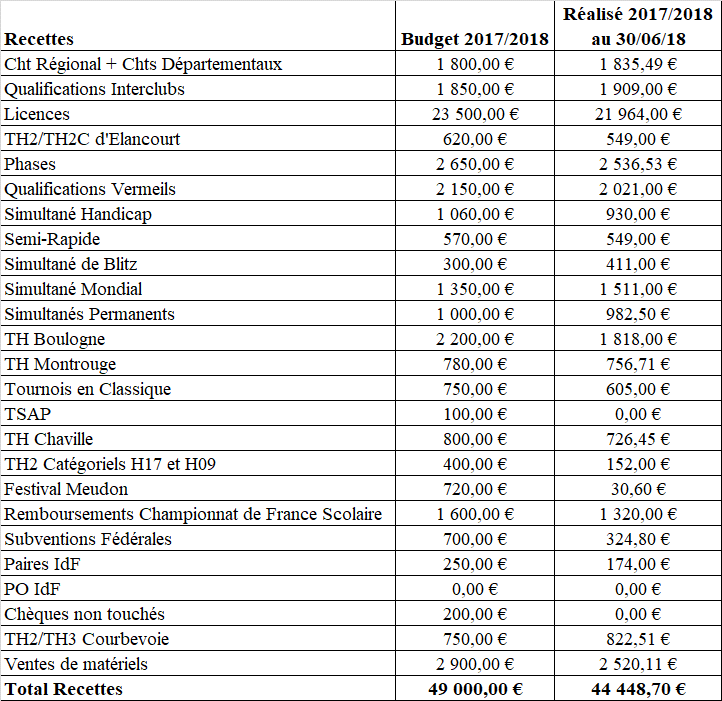 Recettes Budget 2017/2018 Réalisé 2017/2018 au 30/06/18
Cht Régional + Chts Départementaux 1 800,00 € 1 835,49 €
Qualifications Interclubs 1 850,00 € 1 909,00 €
Licences 23 500,00 € 21 964,00 €
TH2/TH2C d'Elancourt 620,00 € 549,00 €
Phases 2 650,00 € 2 536,53 €
Qualifications Vermeils 2 150,00 € 2 021,00 €
Simultané Handicap 1 060,00 € 930,00 €
Semi-Rapide 570,00 € 549,00 €
Simultané de Blitz 300,00 € 411,00 €
Simultané Mondial 1 350,00 € 1 511,00 €
Simultanés Permanents 1 000,00 € 982,50 €
TH Boulogne 2 200,00 € 1 818,00 €
TH Montrouge 780,00 € 756,71 €
Tournois en Classique 750,00 € 605,00 €
TSAP 100,00 € 0,00 €
TH Chaville 800,00 € 726,45 €
TH2 Catégoriels H17 et H09 400,00 € 152,00 €
Festival Meudon 720,00 € 30,60 €
Remboursements Championnat de France Scolaire 1 600,00 € 1 320,00 €
Subventions Fédérales 700,00 € 324,80 €
Paires IdF 250,00 € 174,00 €
PO IdF 0,00 € 0,00 €
Chèques non touchés 200,00 € 0,00 €
TH2/TH3 Courbevoie 750,00 € 822,51 €
Ventes de matériels 2 900,00 € 2 520,11 €
Total Recettes 49 000,00 € 44 448,70 €